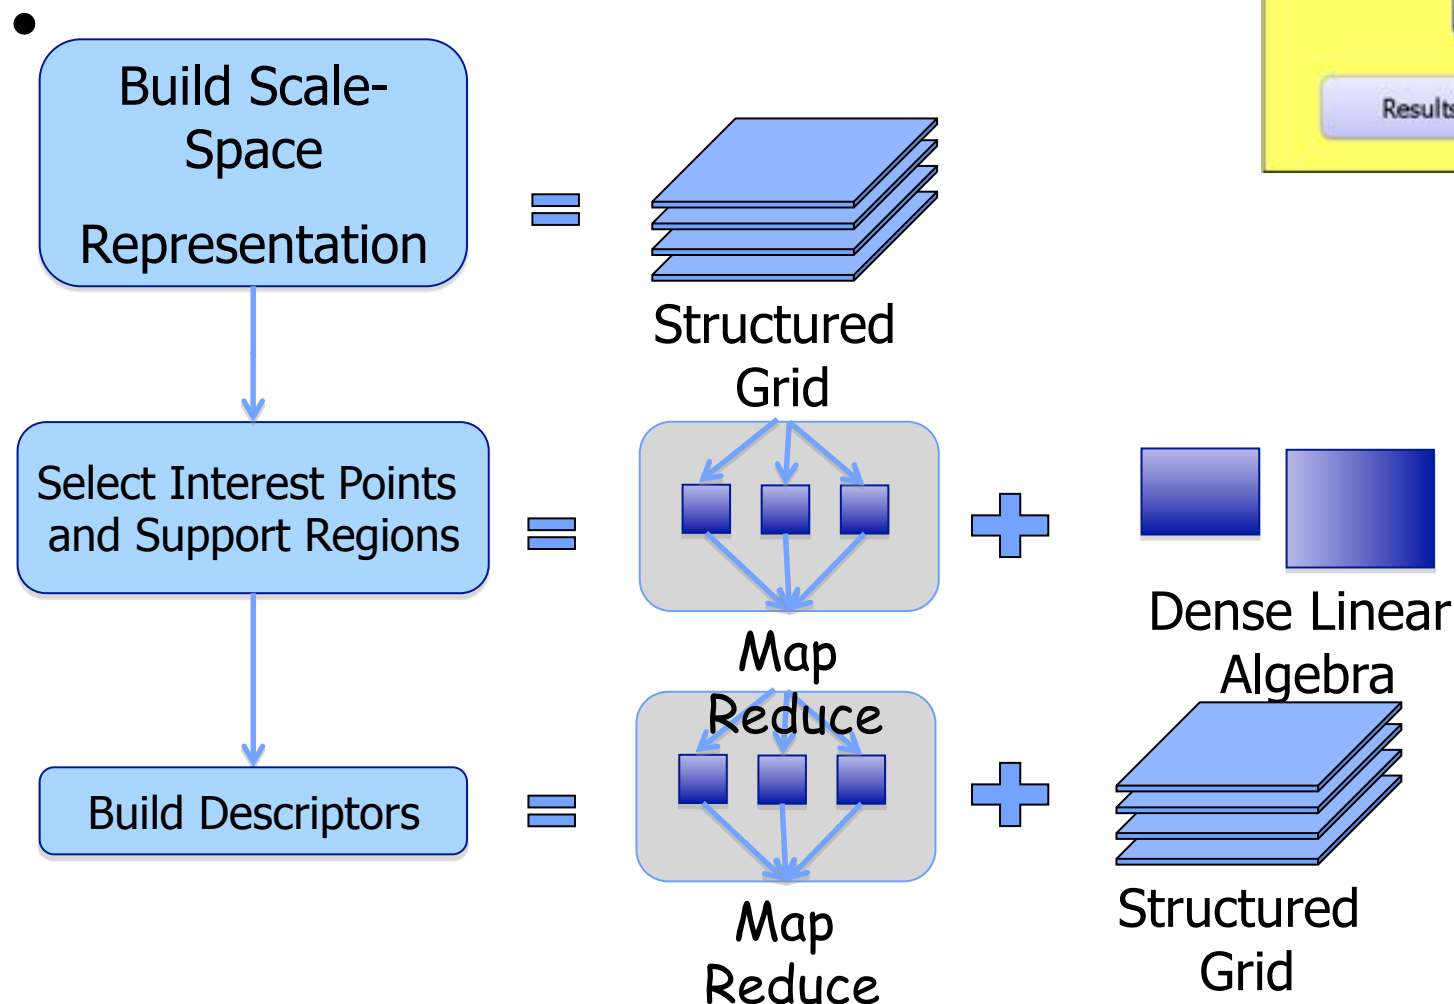 Build Scale-
Space
Representation
Structured
Grid
Select Interest Points
and Support Regions
Map
Reduce
Dense Linear
Algebra
Build Descriptors
Map
Reduce
Structured
Grid
Results